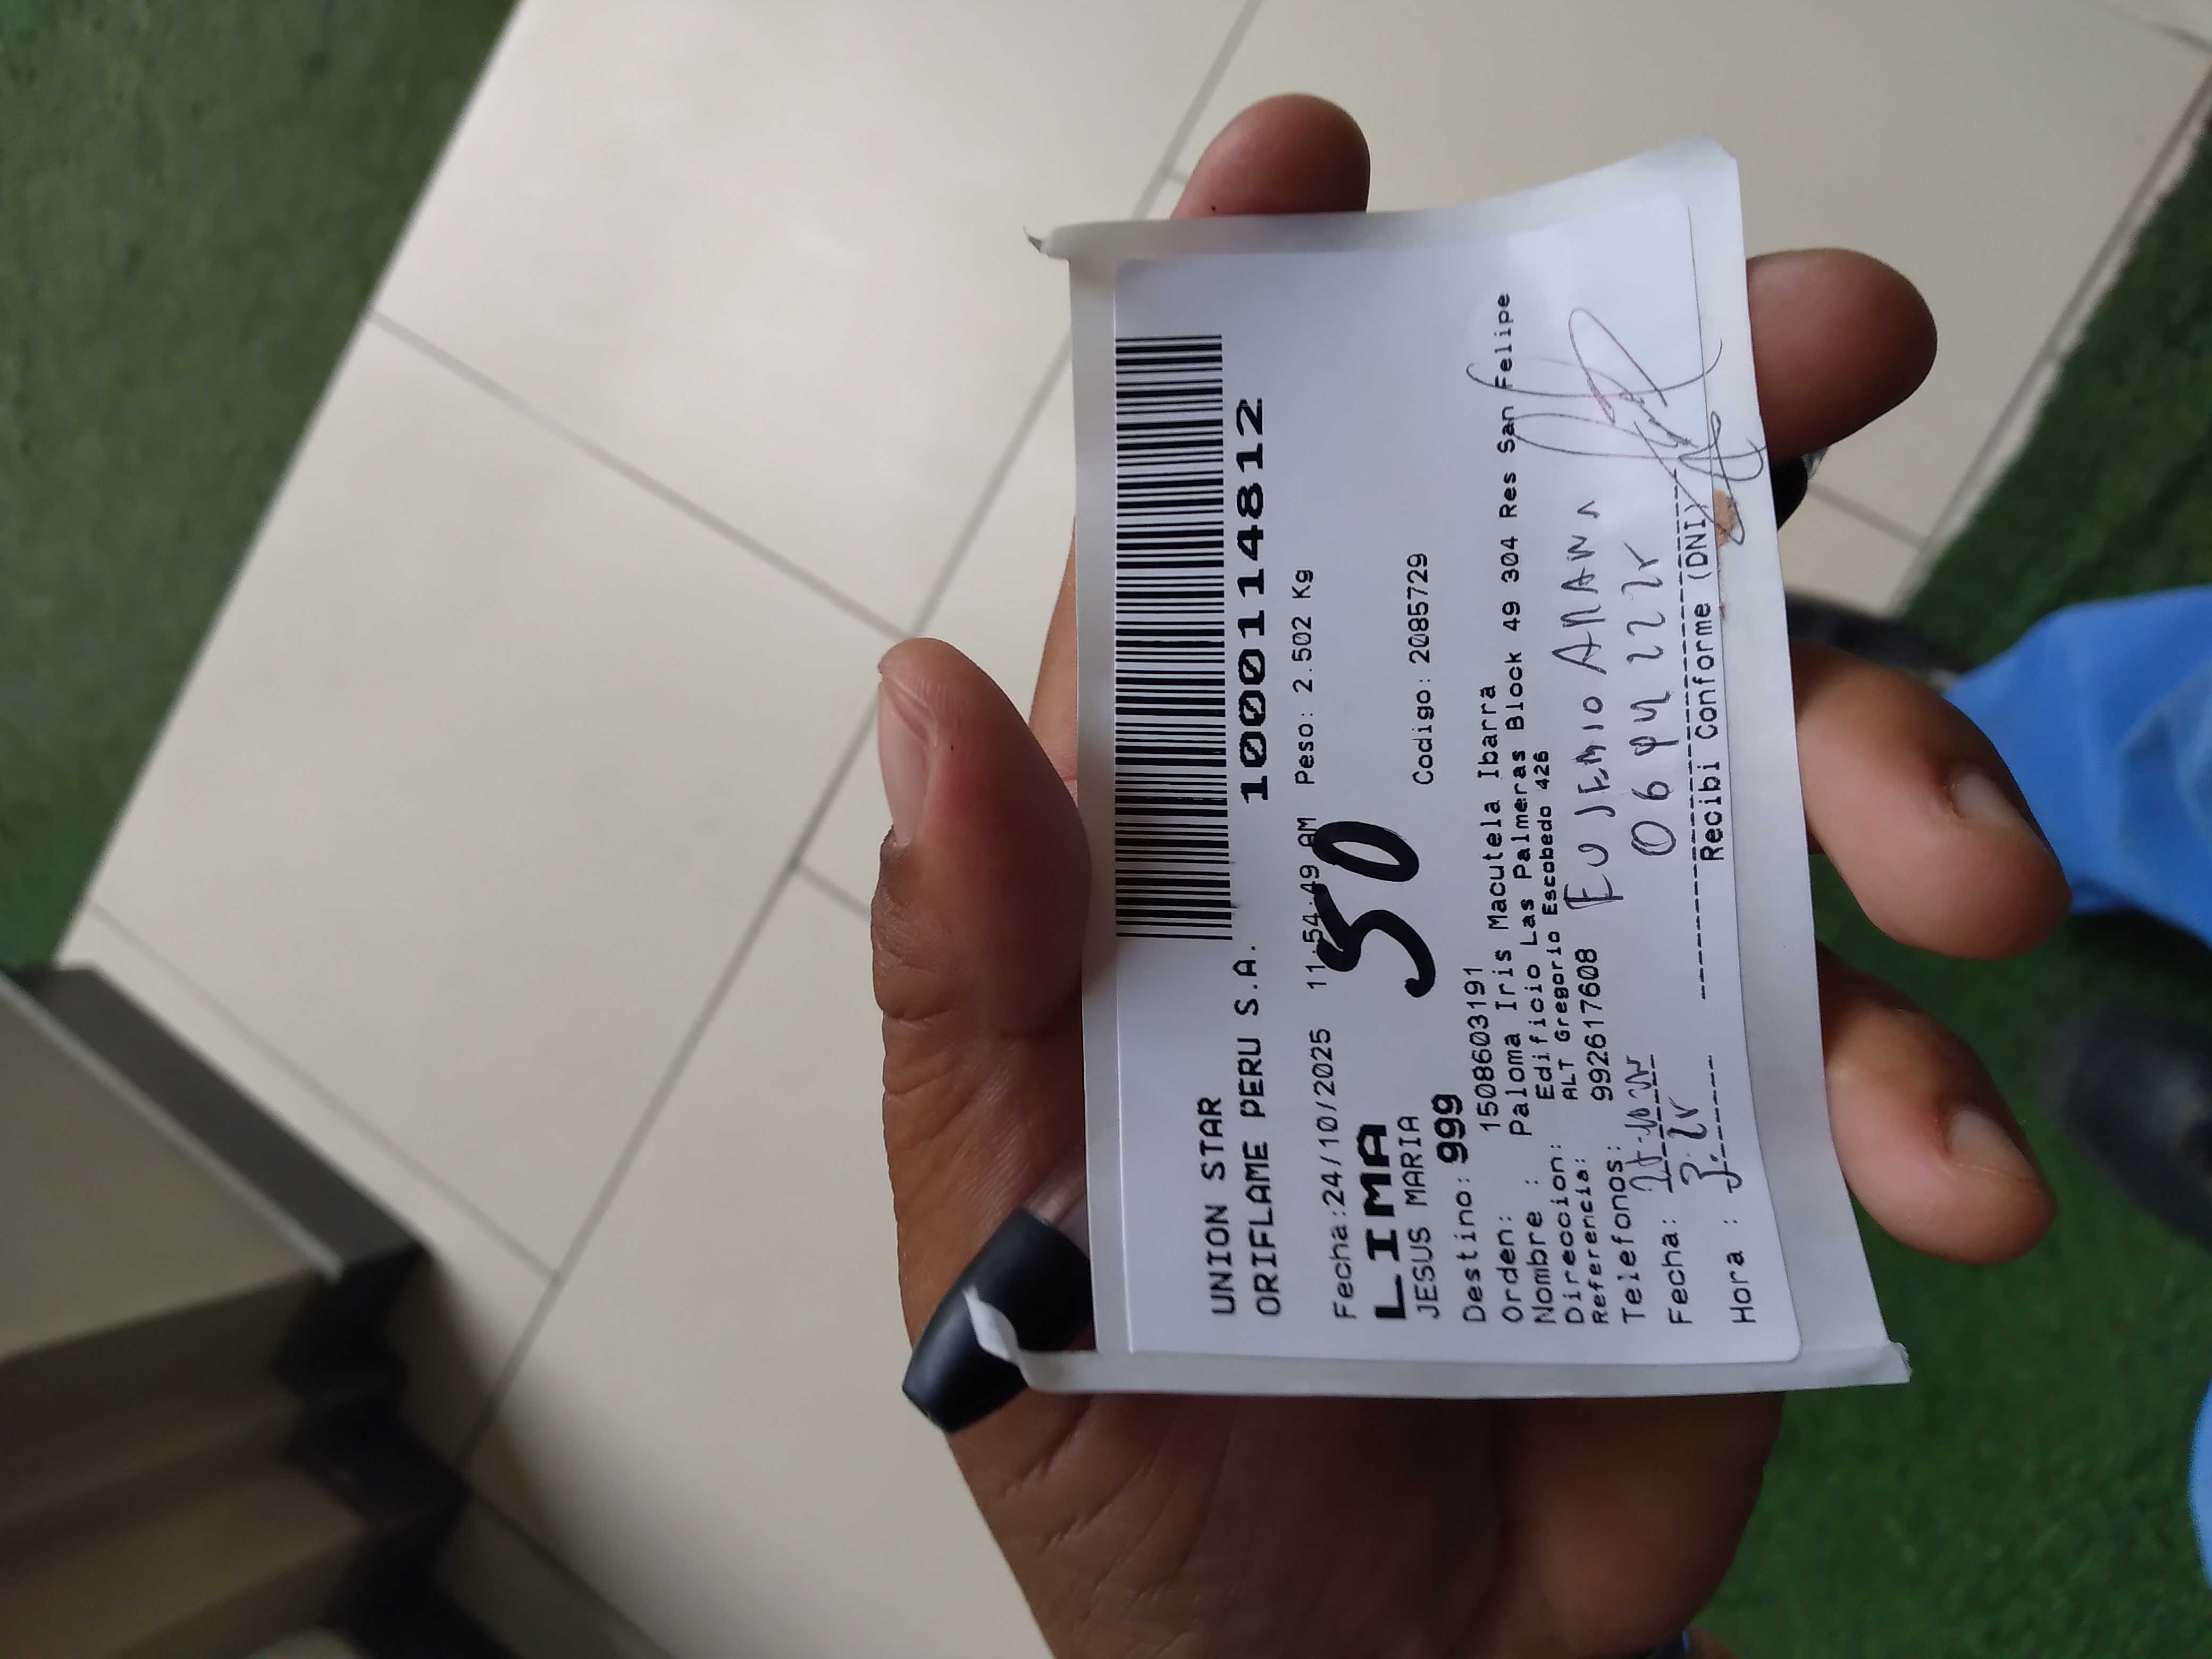 UNION STAR
ORIFLAME PERU S.A.
10001114812
Fecha:24/10/2025 11:54:49 AM Peso: 2.502 Kg
LIMA
50
JESUS MARIA
Codigo: 2085729
Destino: 999
Orden: 1508603191
Nombre : Paloma Iris Macutela Ibarra
Direccion: Edificio Las Palmeras Block 49 304 Res San Felipe
Referencia: ALT Gregorio Escobedo 426
Telefonos: 992617608
Fecha:
Hora :
Recibi Conforme (DNI)